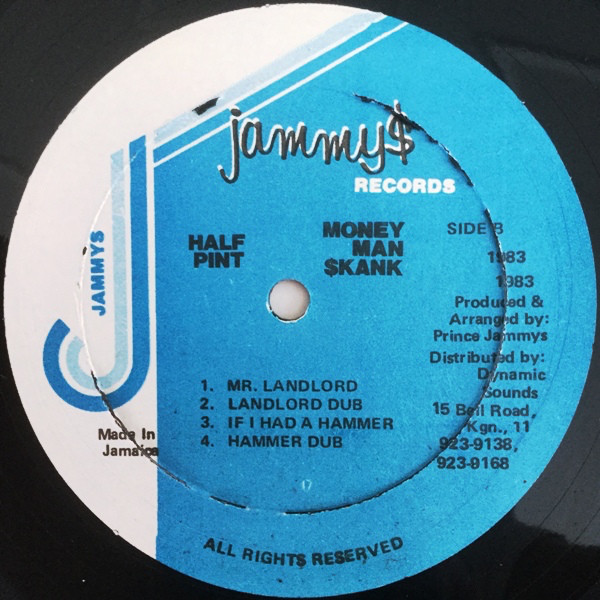 jammy$
RECORDS
JAMMYS
HALF
PINT
MONEY
MAN
$KANK
SIDE B
1983
1983
Produced &
Arranged by:
Prince Jammys
Distributed by:
Dynamic
Sounds
15 Bell Road,
Kgn., 11
923-9138,
923-9168
1. MR. LANDLORD
2. LANDLORD DUB
3. IF I HAD A HAMMER
4. HAMMER DUB
Made In
Jamaica
ALL RIGHT$ RESERVED